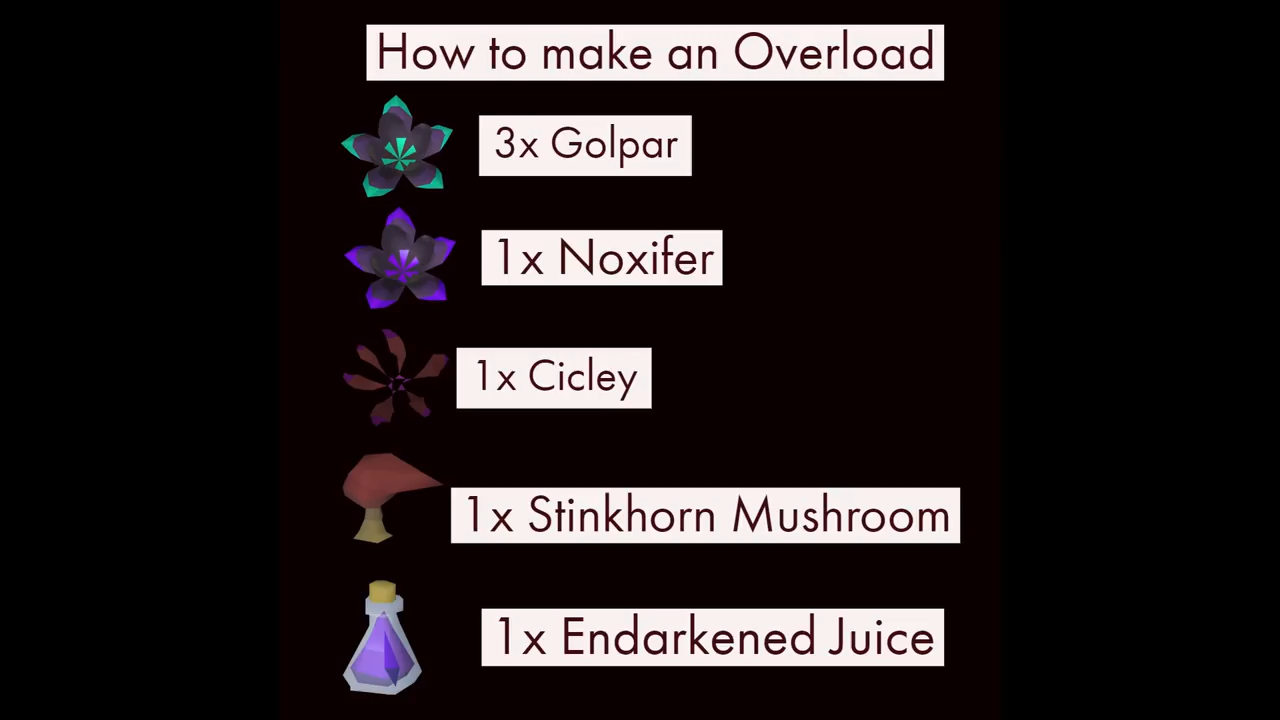 How to make an Overload
3x Golpar
1x Noxifer
1x Cicley
1x Stinkhorn Mushroom
1x Endarkened Juice